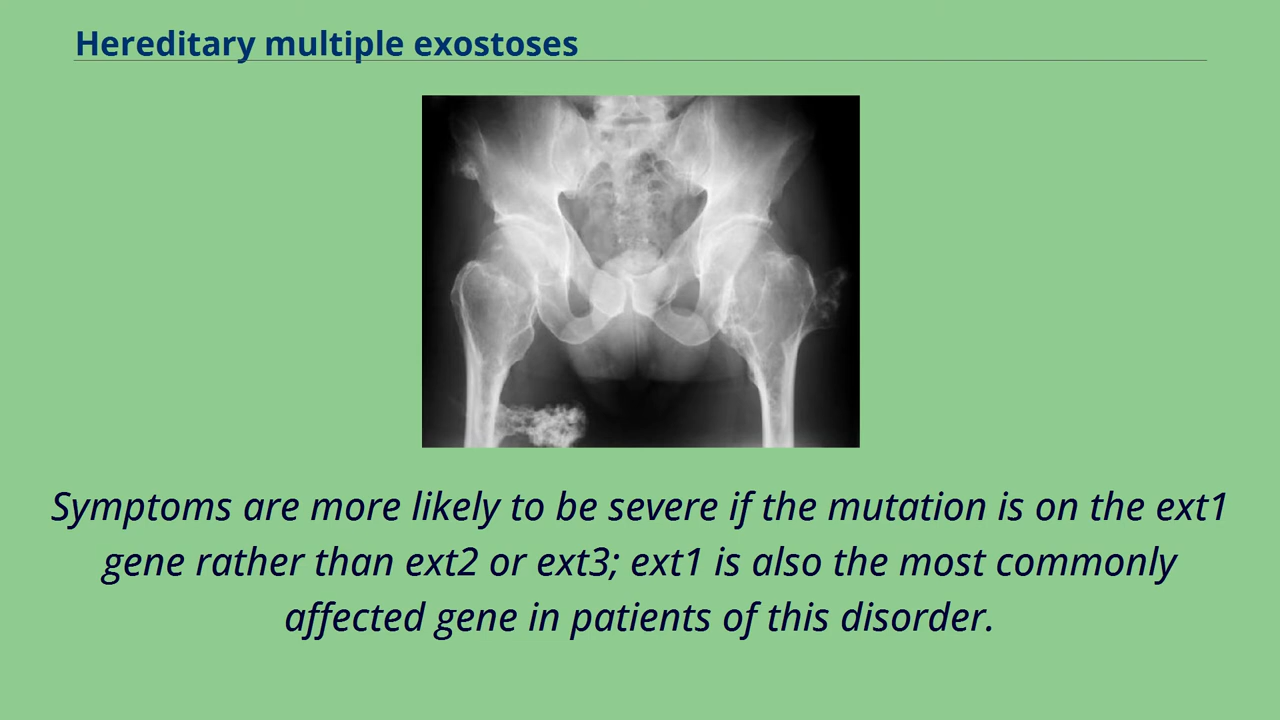 Hereditary multiple exostoses
Symptoms are more likely to be severe if the mutation is on the ext1
gene rather than ext2 or ext3; ext1 is also the most commonly
affected gene in patients of this disorder.